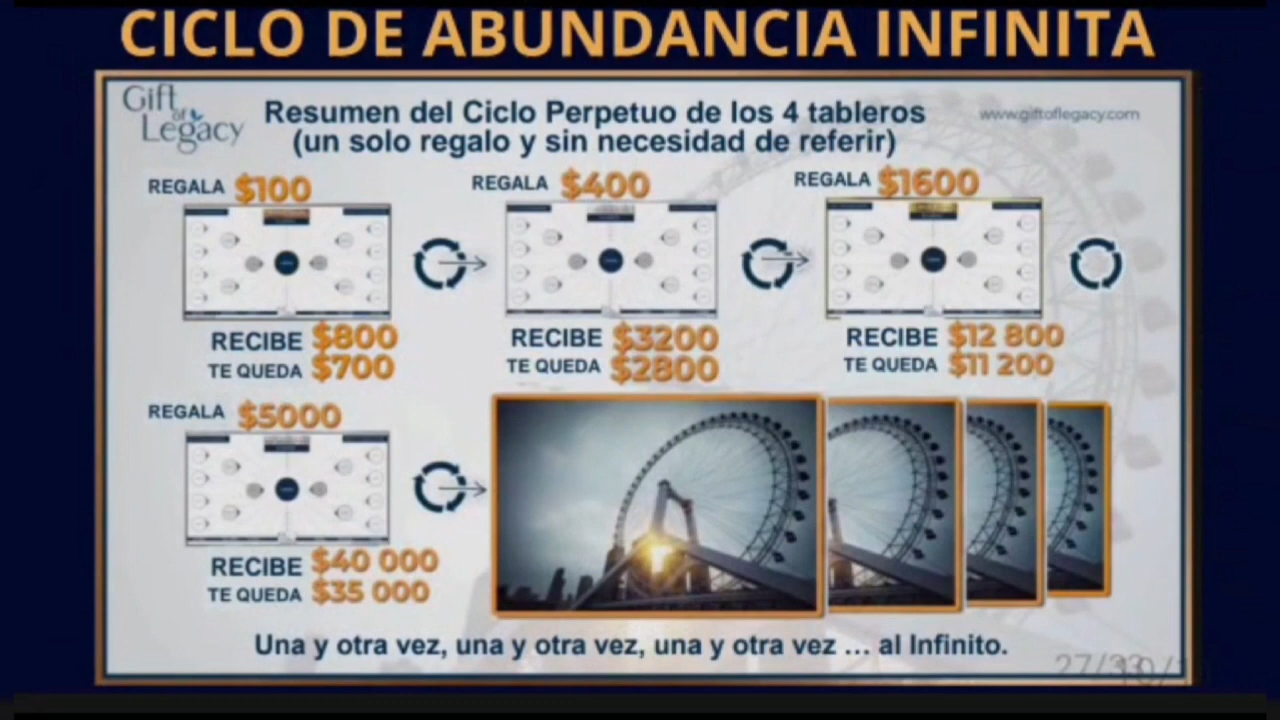 CICLO DE ABUNDANCIA INFINITA
Gift of Legacy
Resumen del Ciclo Perpetuo de los 4 tableros
(un solo regalo y sin necesidad de referir)
www.giftoflegacy.com
REGALA $100
RECIBE $800
TE QUEDA $700
REGALA $400
RECIBE $3200
TE QUEDA $2800
REGALA $1600
RECIBE $12 800
TE QUEDA $11 200
REGALA $5000
RECIBE $40 000
TE QUEDA $35 000
Una y otra vez, una y otra vez, una y otra vez ... al Infinito.